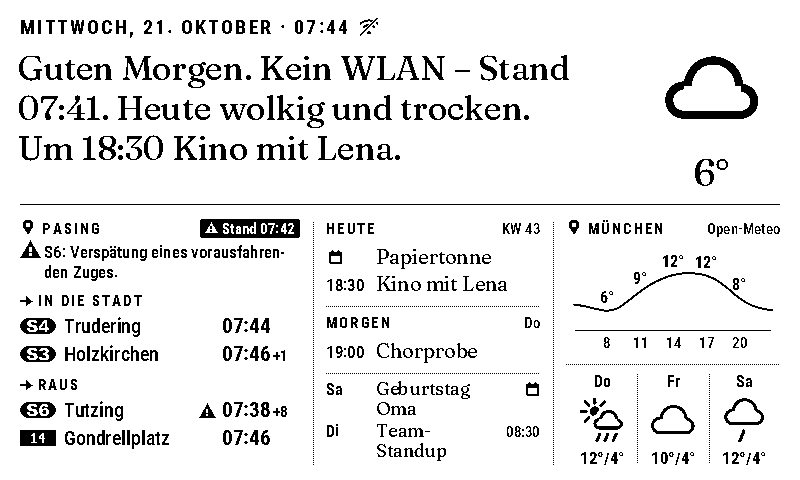 MITTWOCH, 21. OKTOBER · 07:44
Guten Morgen. Kein WLAN – Stand
07:41. Heute wolkig und trocken.
Um 18:30 Kino mit Lena.
6°
PASING Stand 07:42
S6: Verspätung eines vorausfahren-
den Zuges.
IN DIE STADT
S4 Trudering 07:44
S3 Holzkirchen 07:46 +1
RAUS
S6 Tutzing 07:38 +8
14 Gondrellplatz 07:46
HEUTE KW 43
Papiertonne
18:30 Kino mit Lena
MORGEN Do
19:00 Chorprobe
Sa Geburtstag
Oma
Di Team- 08:30
Standup
MÜNCHEN Open-Meteo
6° 9° 12° 12° 8°
8 11 14 17 20
Do Fr Sa
12°/4° 10°/4° 12°/4°